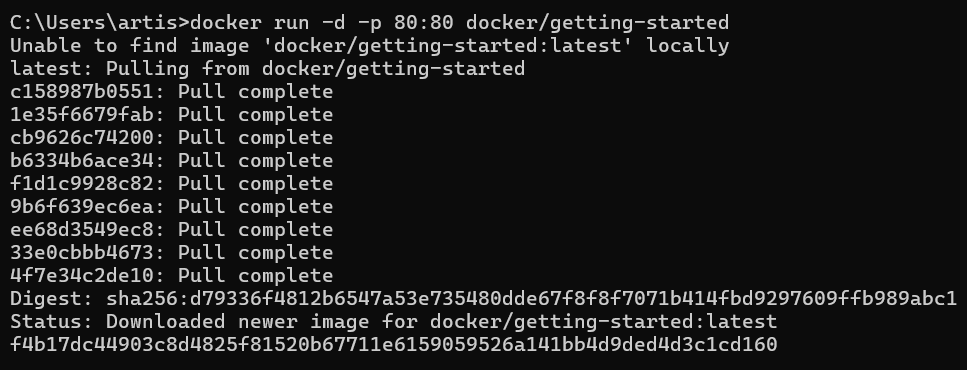 C:\Users\artis>docker run -d -p 80:80 docker/getting-started
Unable to find image 'docker/getting-started:latest' locally
latest: Pulling from docker/getting-started
c158987b0551: Pull complete
1e35f6679fab: Pull complete
cb9626c74200: Pull complete
b6334b6ace34: Pull complete
f1d1c9928c82: Pull complete
9b6f639ec6ea: Pull complete
ee68d3549ec8: Pull complete
33e0cbbb4673: Pull complete
4f7e34c2de10: Pull complete
Digest: sha256:d79336f4812b6547a53e735480dde67f8f8f7071b414fbd9297609ffb989abc1
Status: Downloaded newer image for docker/getting-started:latest
f4b17dc44903c8d4825f81520b67711e6159059526a141bb4d9ded4d3c1cd160